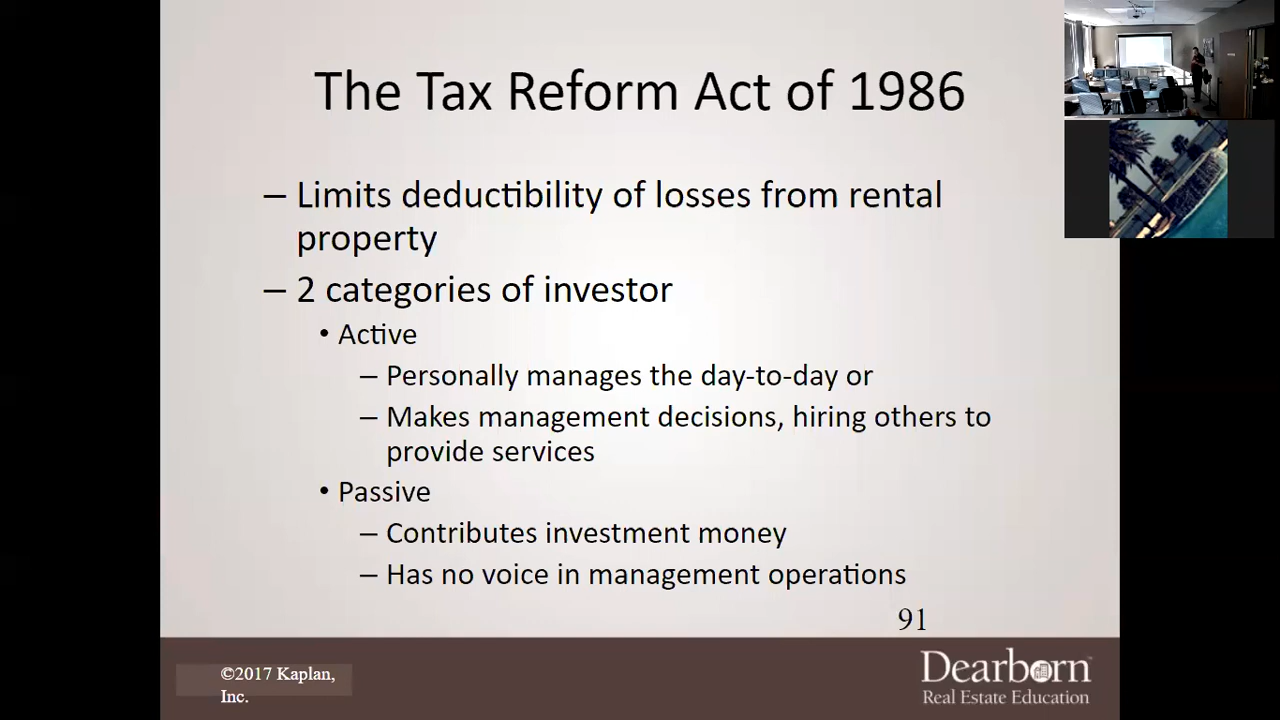 The Tax Reform Act of 1986
– Limits deductibility of losses from rental
property
– 2 categories of investor
• Active
– Personally manages the day-to-day or
– Makes management decisions, hiring others to
provide services
• Passive
– Contributes investment money
– Has no voice in management operations
91
©2017 Kaplan,
Inc.
Dearborn
Real Estate Education